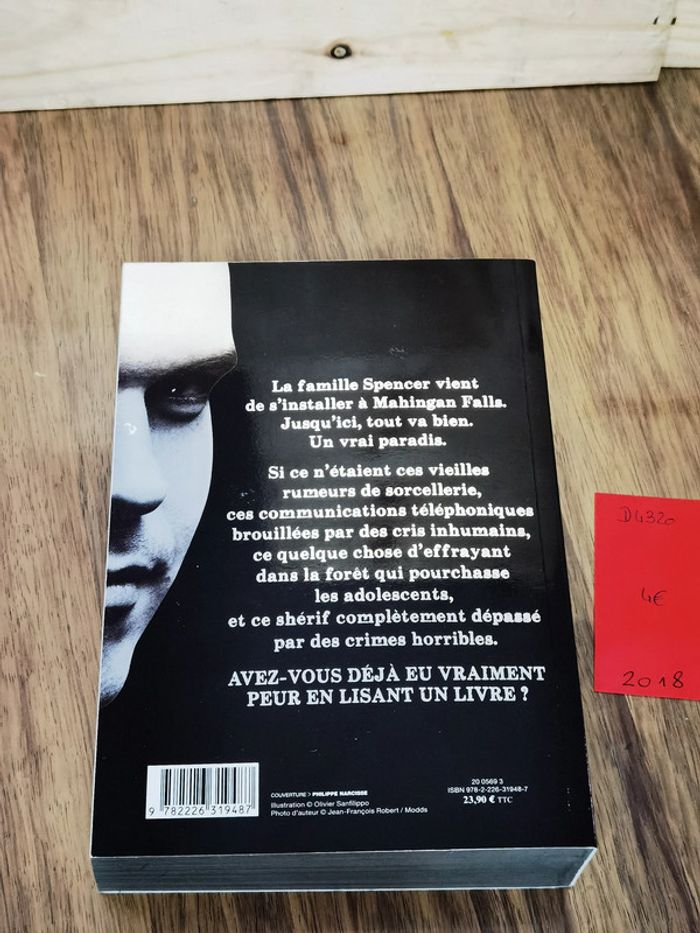 La famille Spencer vient
de s'installer à Mahingan Falls.
Jusqu'ici, tout va bien.
Un vrai paradis.
Si ce n'étaient ces vieilles
rumeurs de sorcellerie,
ces communications téléphoniques
brouillées par des cris inhumains,
ce quelque chose d'effrayant
dans la forêt qui pourchasse
les adolescents,
et ce shérif complètement dépassé
par des crimes horribles.
AVEZ-VOUS DÉJÀ EU VRAIMENT
PEUR EN LISANT UN LIVRE ?
9 782226 319487
COUVERTURE > PHILIPPE NARCISSE
Illustration © Olivier Sanfilippo
Photo d'auteur © Jean-François Robert / Modds
20 0569 3
ISBN 978-2-226-31948-7
23,90 € TTC
D4320
4€
2018